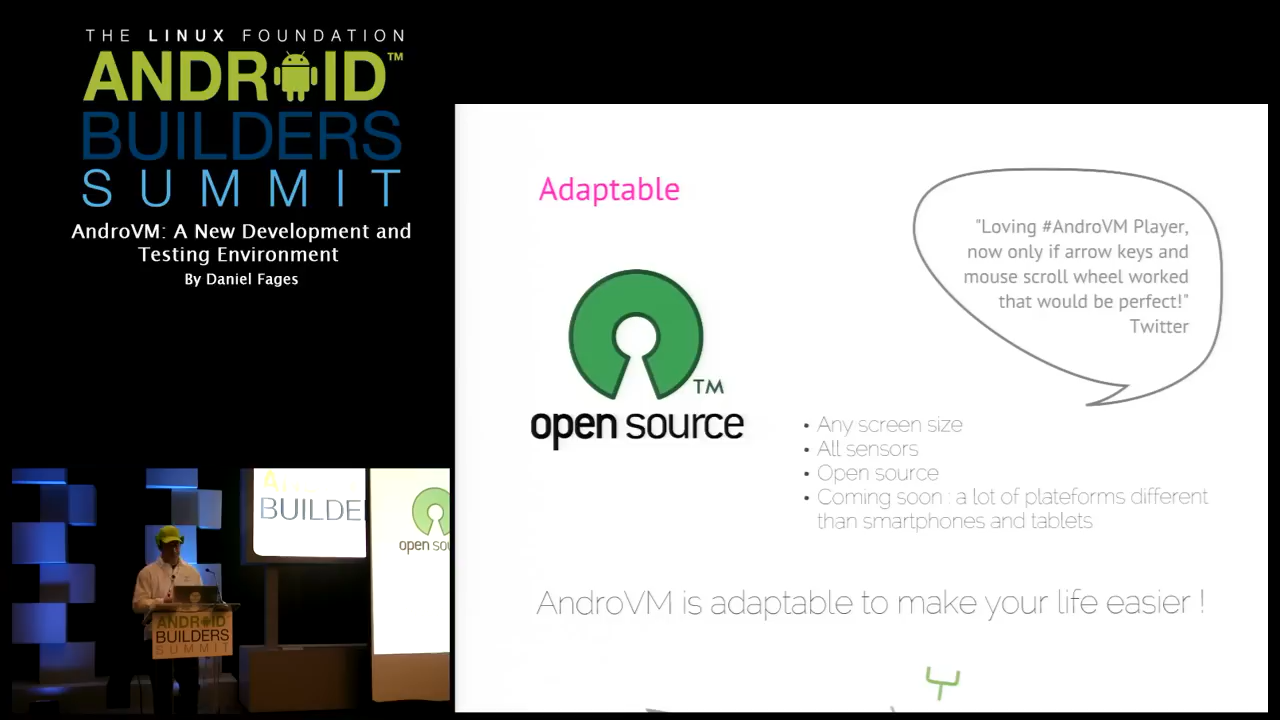 THE LINUX FOUNDATION
ANDROID™
BUILDERS
SUMMIT
AndroVM: A New Development and
Testing Environment
By Daniel Fages
Adaptable
"Loving #AndroVM Player,
now only if arrow keys and
mouse scroll wheel worked
that would be perfect!"
Twitter
TM
open source
• Any screen size
• All sensors
• Open source
• Coming soon : a lot of plateforms different
than smartphones and tablets
AndroVM is adaptable to make your life easier !
BUILDE
open sou
ANDROID
BUILDERS
SUMMIT